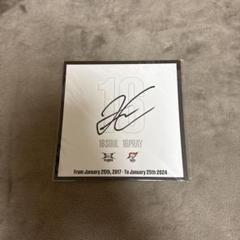 18
18SOUL 18PRAY
From January 25th, 2017 - To January 25th 2024